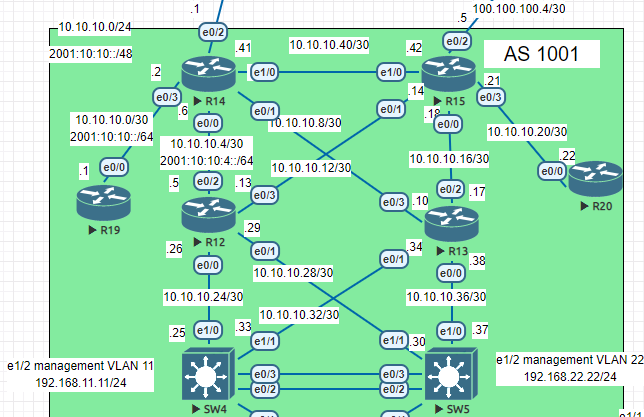 .1
.5
100.100.100.4/30
10.10.10.0/24
e0/2
e0/2
2001:10:10::/48
.41
10.10.10.40/30
.42
AS 1001
.2
e1/0
e1/0
.21
R14
R15
.14
e0/3
.6
e0/1
e0/1
e0/3
.18
10.10.10.0/30
2001:10:10::/64
e0/0
10.10.10.8/30
e0/0
10.10.10.20/30
10.10.10.4/30
2001:10:10:4::/64
10.10.10.12/30
10.10.10.16/30
.22
.1
e0/0
e0/2
.5
.13
e0/3
e0/2
.17
e0/0
.10
e0/3
R20
R19
.29
R12
R13
.26
e0/1
.34
.38
e0/0
e0/1
e0/0
10.10.10.28/30
10.10.10.24/30
10.10.10.36/30
10.10.10.32/30
.25
e1/0
.33
e1/1
e1/1
.30
e1/0
.37
e1/2 management VLAN 11
192.168.11.11/24
e0/3
e0/3
e0/2
e0/2
e1/2 management VLAN 22
192.168.22.22/24
SW4
SW5